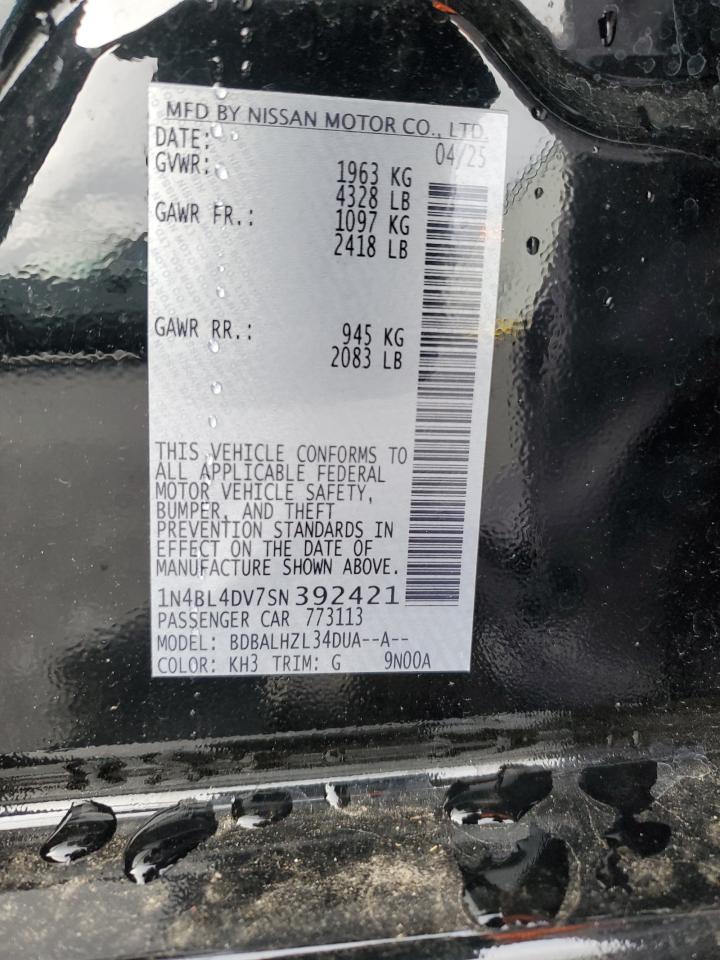 MFD BY NISSAN MOTOR CO., LTD.
DATE: 04/25
GVWR: 1963 KG
4328 LB
GAWR FR.: 1097 KG
2418 LB
GAWR RR.: 945 KG
2083 LB
THIS VEHICLE CONFORMS TO
ALL APPLICABLE FEDERAL
MOTOR VEHICLE SAFETY,
BUMPER, AND THEFT
PREVENTION STANDARDS IN
EFFECT ON THE DATE OF
MANUFACTURE SHOWN ABOVE.
1N4BL4DV7SN392421
PASSENGER CAR 773113
MODEL: BDBALHZL34DUA--A--
COLOR: KH3 TRIM: G 9N00A